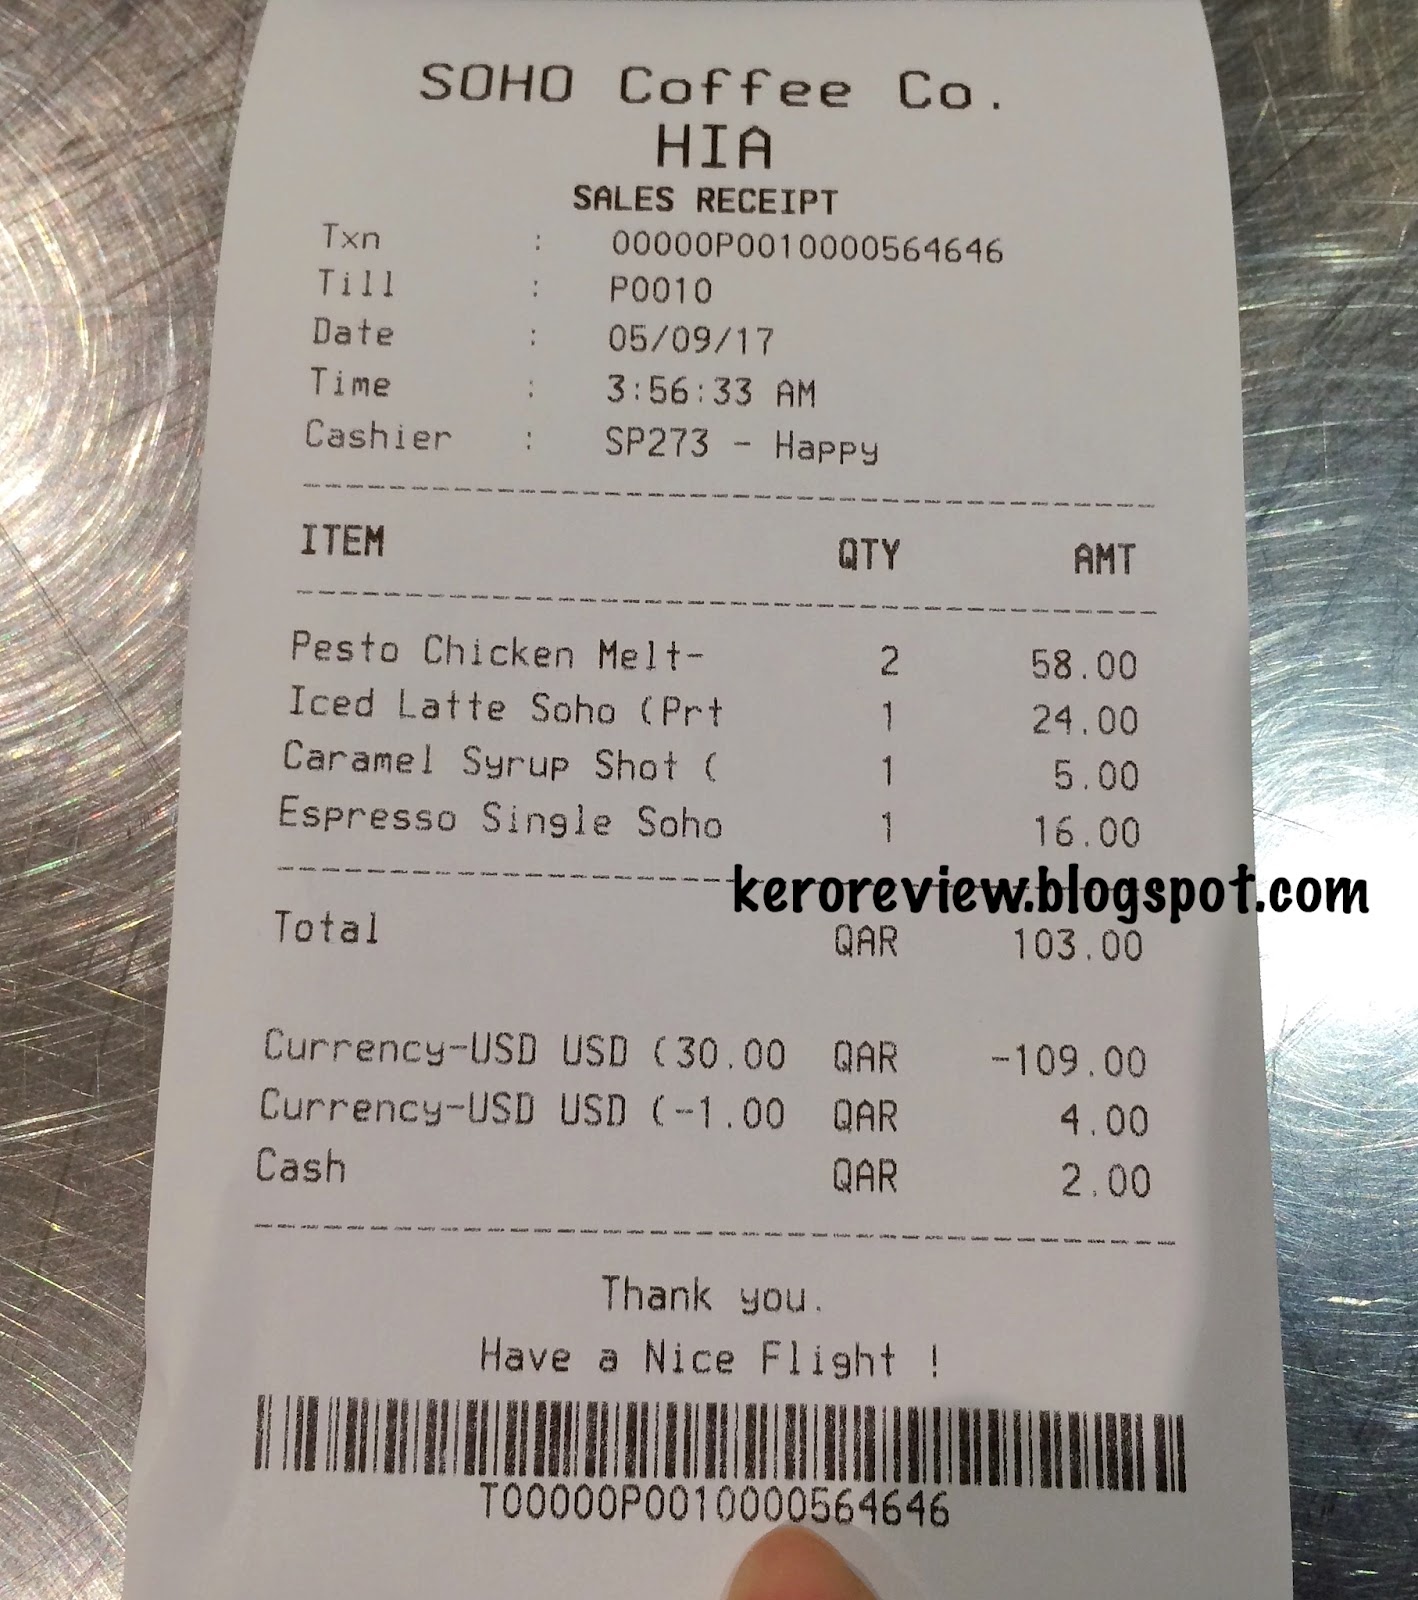 SOHO Coffee Co.
HIA
SALES RECEIPT
Txn : 00000P0010000564646
Till : P0010
Date : 05/09/17
Time : 3:56:33 AM
Cashier : SP273 - Happy
ITEM QTY AMT
Pesto Chicken Melt- 2 58.00
Iced Latte Soho (Prt 1 24.00
Caramel Syrup Shot ( 1 5.00
Espresso Single Soho 1 16.00
keroreview.blogspot.com
Total QAR 103.00
Currency-USD USD (30.00 QAR -109.00
Currency-USD USD (-1.00 QAR 4.00
Cash QAR 2.00
Thank you.
Have a Nice Flight !
T00000P0010000564646